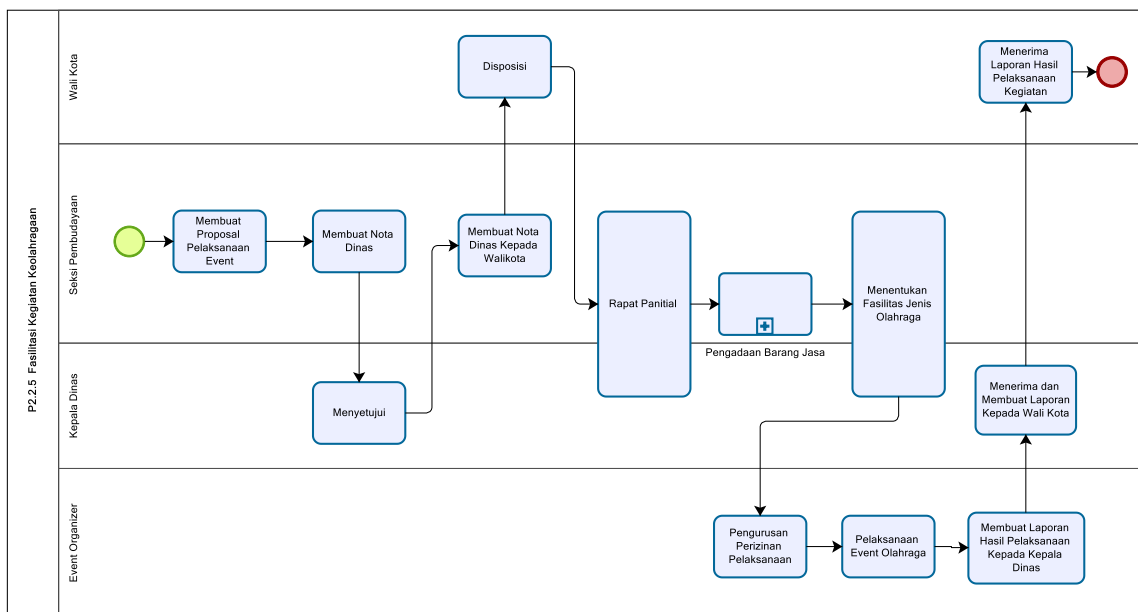 P2.2.5 Fasilitasi Kegiatan Keolahragaan
Wali Kota
Disposisi
Menerima
Laporan Hasil
Pelaksanaan
Kegiatan
Seksi Pembudayaan
Membuat
Proposal
Pelaksanaan
Event
Membuat Nota
Dinas
Membuat Nota
Dinas Kepada
Walikota
Rapat Panitial
Pengadaan Barang Jasa
Menentukan
Fasilitas Jenis
Olahraga
Kepala Dinas
Menyetujui
Menerima dan
Membuat Laporan
Kepada Wali Kota
Event Organizer
Pengurusan
Perizinan
Pelaksanaan
Pelaksanaan
Event Olahraga
Membuat Laporan
Hasil Pelaksanaan
Kepada Kepala
Dinas